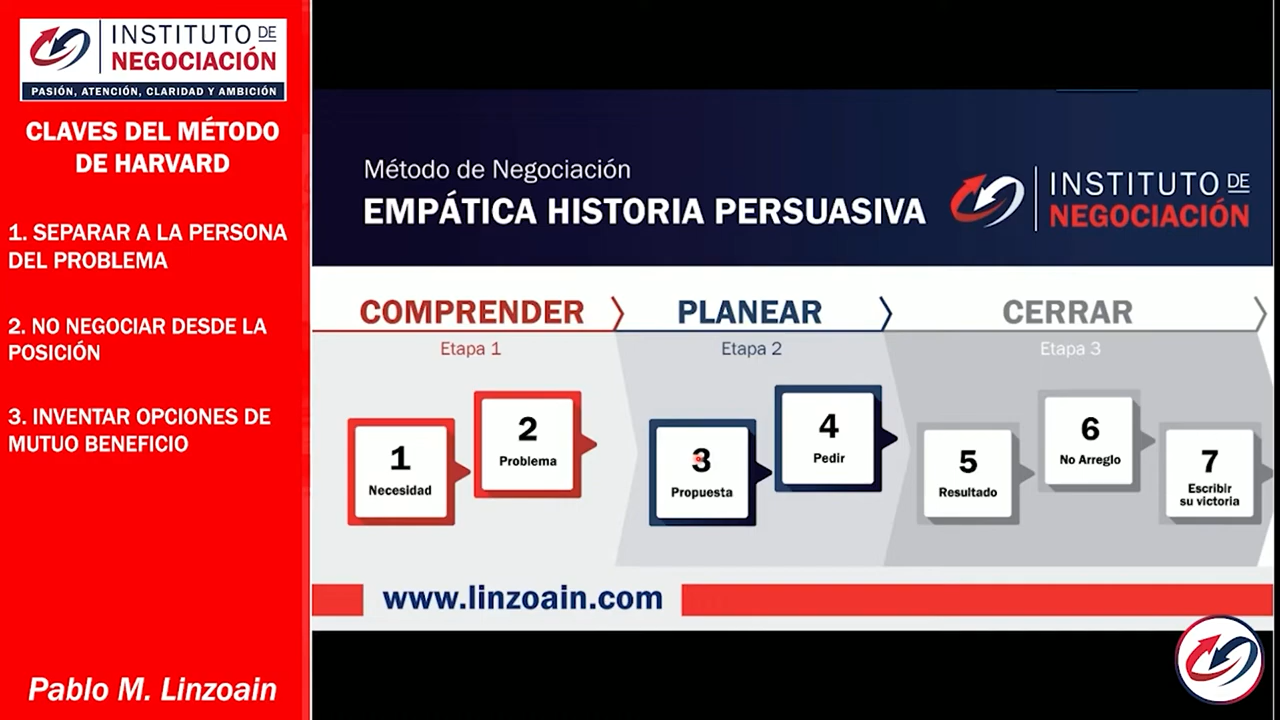 INSTITUTO DE
NEGOCIACIÓN
PASIÓN, ATENCIÓN, CLARIDAD Y AMBICIÓN
CLAVES DEL MÉTODO
DE HARVARD
1. SEPARAR A LA PERSONA
DEL PROBLEMA
2. NO NEGOCIAR DESDE LA
POSICIÓN
3. INVENTAR OPCIONES DE
MUTUO BENEFICIO
Pablo M. Linzoain
Método de Negociación
EMPÁTICA HISTORIA PERSUASIVA
INSTITUTO DE
NEGOCIACIÓN
COMPRENDER
Etapa 1
PLANEAR
Etapa 2
CERRAR
Etapa 3
1
Necesidad
2
Problema
3
Propuesta
4
Pedir
5
Resultado
6
No Arreglo
7
Escribir
su victoria
www.linzoain.com